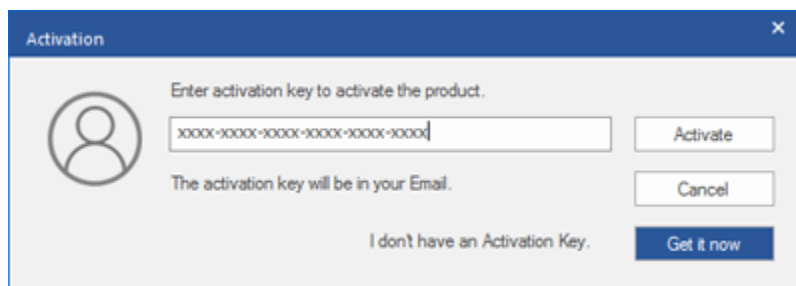 Activation
Enter activation key to activate the product.
xxxx-xxxx-xxxx-xxxx-xxxx-xxxx
Activate
The activation key will be in your Email.
Cancel
I don't have an Activation Key.
Get it now